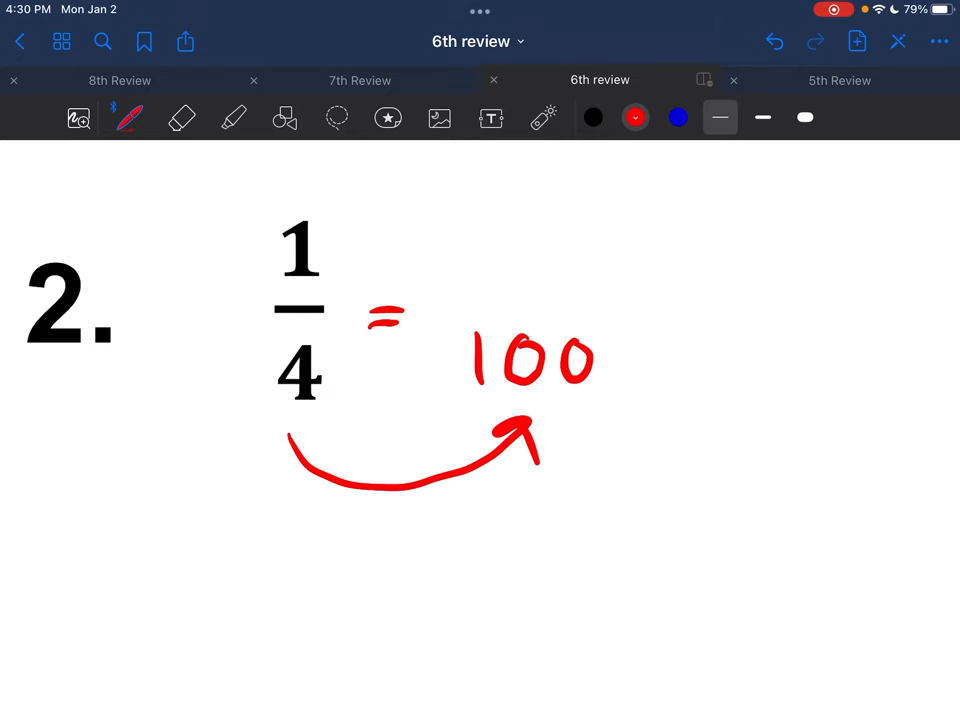 4:30 PM Mon Jan 2 79%
6th review
8th Review 7th Review 6th review 5th Review
T
2. 1/4 = 100